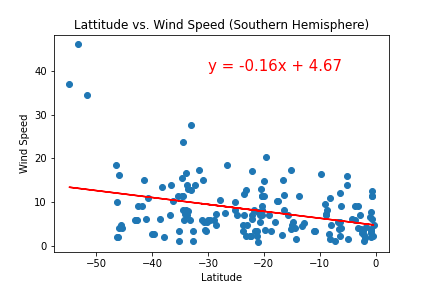 Lattitude vs. Wind Speed (Southern Hemisphere)
y = -0.16x + 4.67
Wind Speed
40
30
20
10
0
−50
−40
−30
−20
−10
0
Latitude